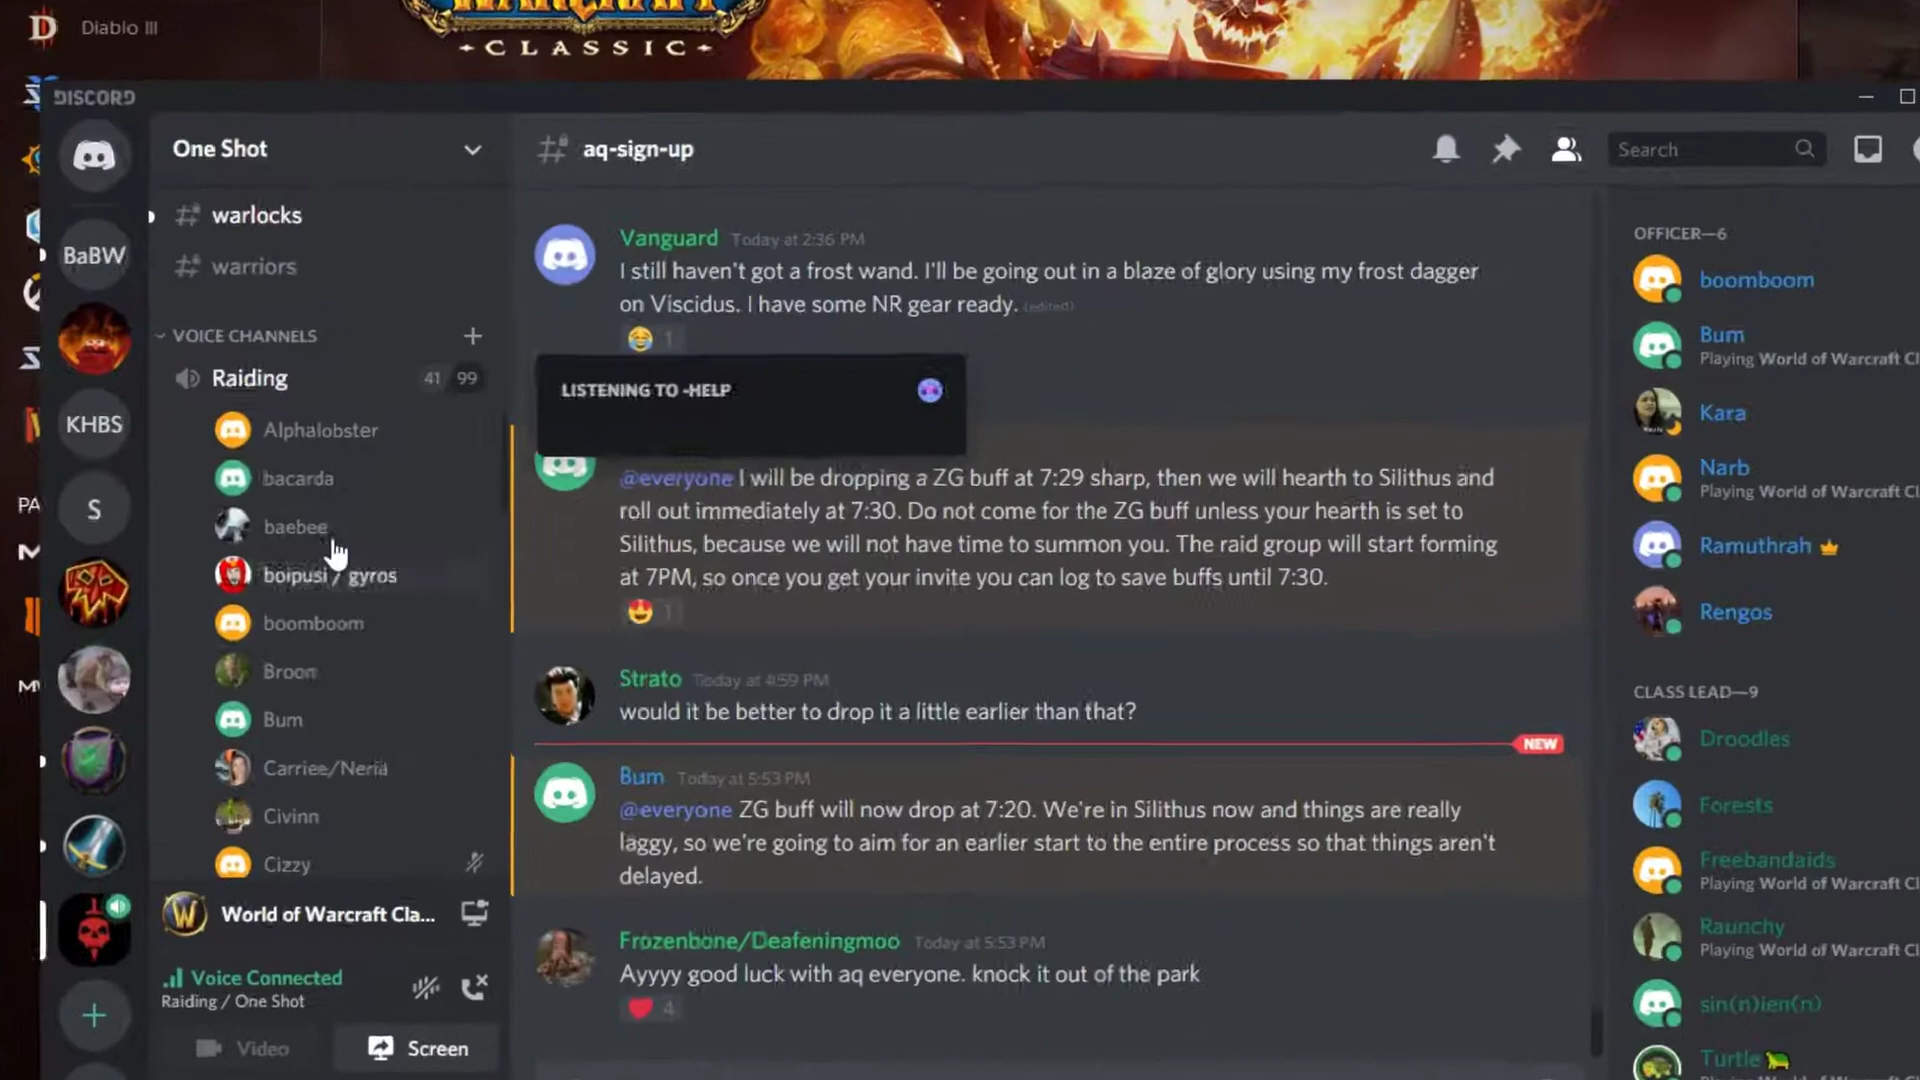 Diablo III
WARCRAFT
CLASSIC
DISCORD
One Shot
aq-sign-up
Search
BaBW
KHBS
S
PA
warlocks
warriors
VOICE CHANNELS
Raiding 41 99
Alphalobster
bacarda
baebee
boipusi / gyros
boomboom
Broom
Bum
Carriee/Neria
Civinn
Cizzy
World of Warcraft Cla...
Voice Connected
Raiding / One Shot
Video
Screen
Vanguard Today at 2:36 PM
I still haven't got a frost wand. I'll be going out in a blaze of glory using my frost dagger
on Viscidus. I have some NR gear ready. (edited)
😂 1
LISTENING TO -HELP
@everyone I will be dropping a ZG buff at 7:29 sharp, then we will hearth to Silithus and
roll out immediately at 7:30. Do not come for the ZG buff unless your hearth is set to
Silithus, because we will not have time to summon you. The raid group will start forming
at 7PM, so once you get your invite you can log to save buffs until 7:30.
😍 1
Strato Today at 4:59 PM
would it be better to drop it a little earlier than that?
NEW
Bum Today at 5:53 PM
@everyone ZG buff will now drop at 7:20. We're in Silithus now and things are really
laggy, so we're going to aim for an earlier start to the entire process so that things aren't
delayed.
Frozenbone/Deafeningmoo Today at 5:53 PM
Ayyyy good luck with aq everyone. knock it out of the park
❤️ 4
OFFICER—6
boomboom
Bum
Playing World of Warcraft Cl
Kara
Narb
Playing World of Warcraft Cl
Ramuthrah
Rengos
CLASS LEAD—9
Droodles
Forests
Freebandaids
Playing World of Warcraft Cl
Raunchy
Playing World of Warcraft Cl
sin(n)ien(n)
Turtle🐢